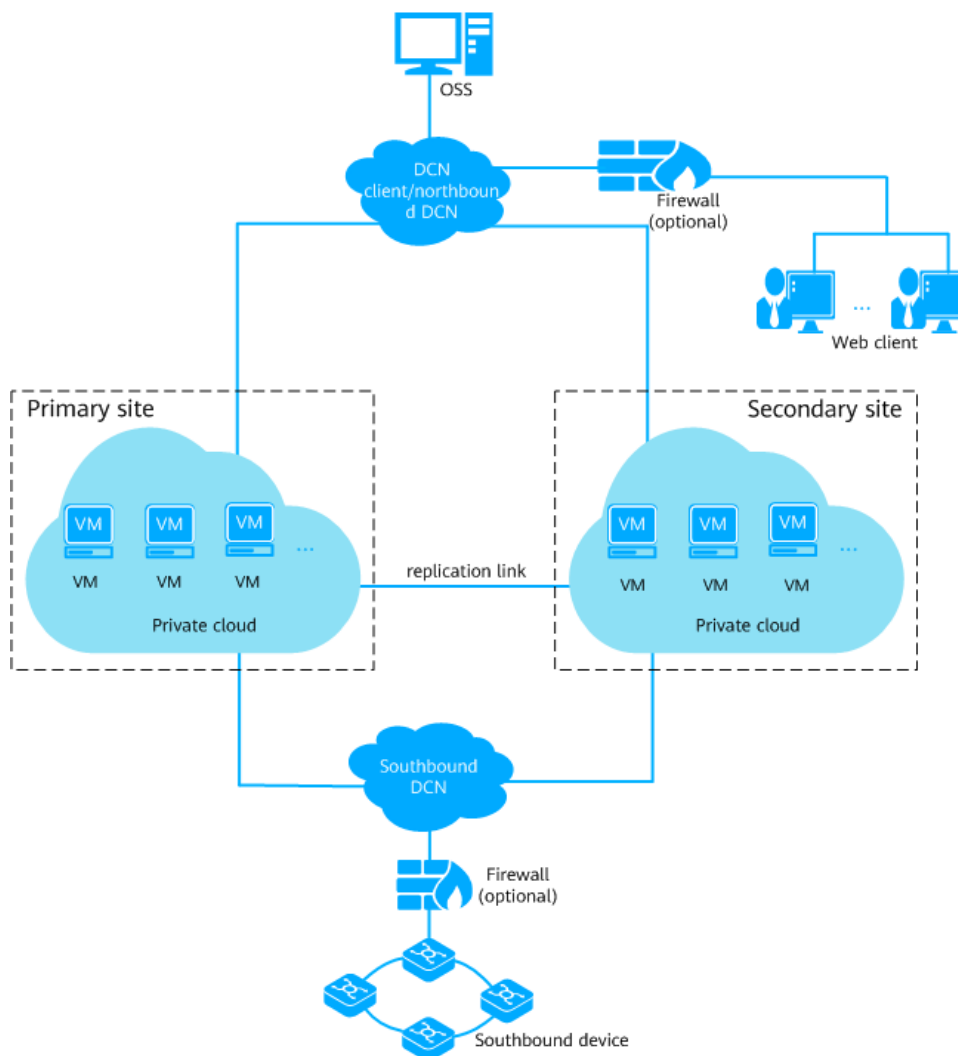 OSS
DCN
client/northboun
d DCN
Firewall
(optional)
...
Web client
Primary site
Secondary site
VM VM VM ...
VM VM VM
Private cloud
replication link
VM VM VM ...
VM VM VM
Private cloud
Southbound
DCN
Firewall
(optional)
Southbound device